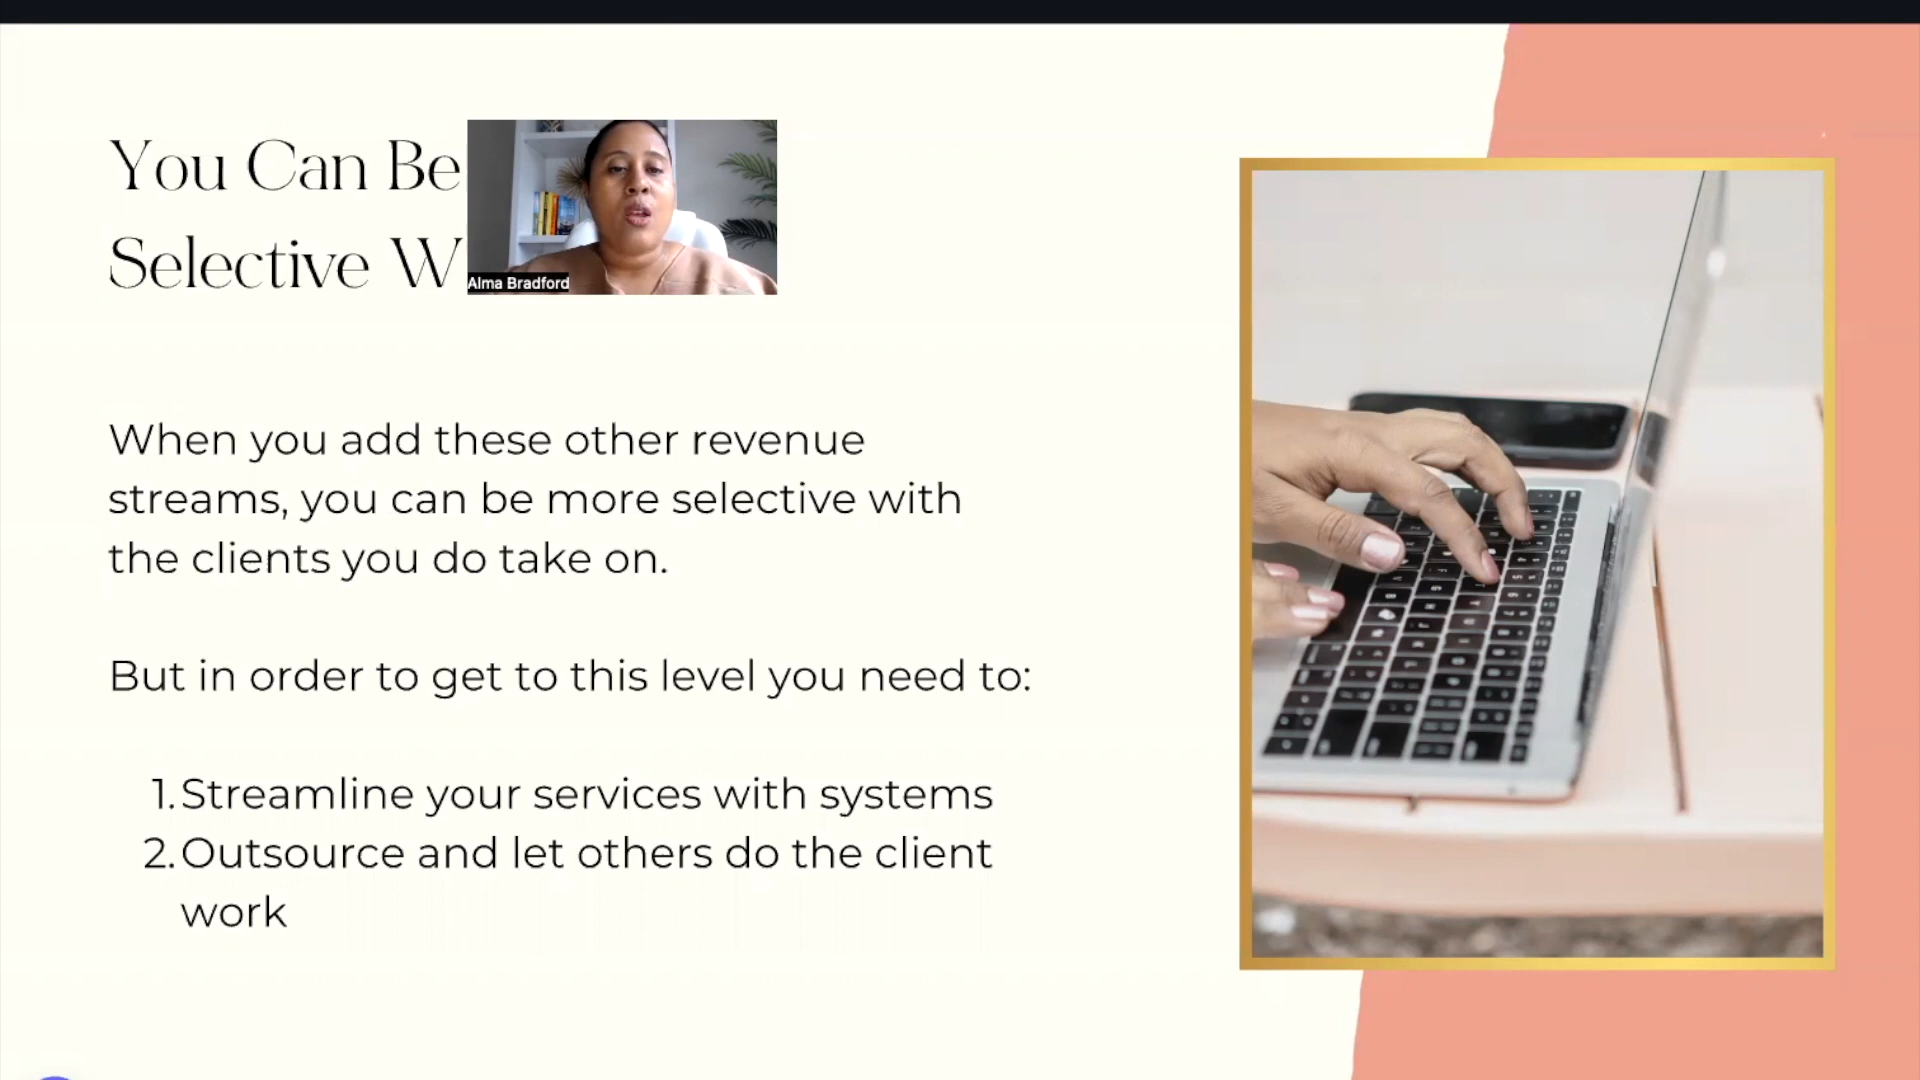 You Can Be
Selective W
Alma Bradford
When you add these other revenue
streams, you can be more selective with
the clients you do take on.
But in order to get to this level you need to:
1.Streamline your services with systems
2.Outsource and let others do the client
work